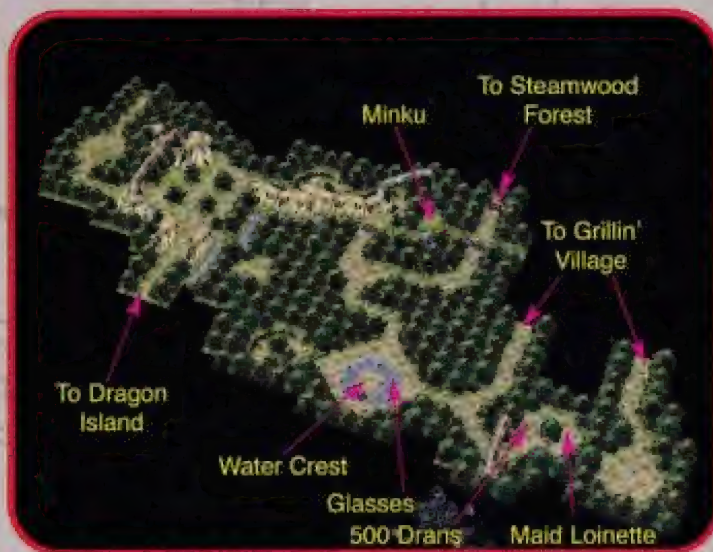 To Steamwood
Forest
Minku
To Grillin'
Village
To Dragon
Island
Water Crest
Glasses
500 Drans
Maid Loinette